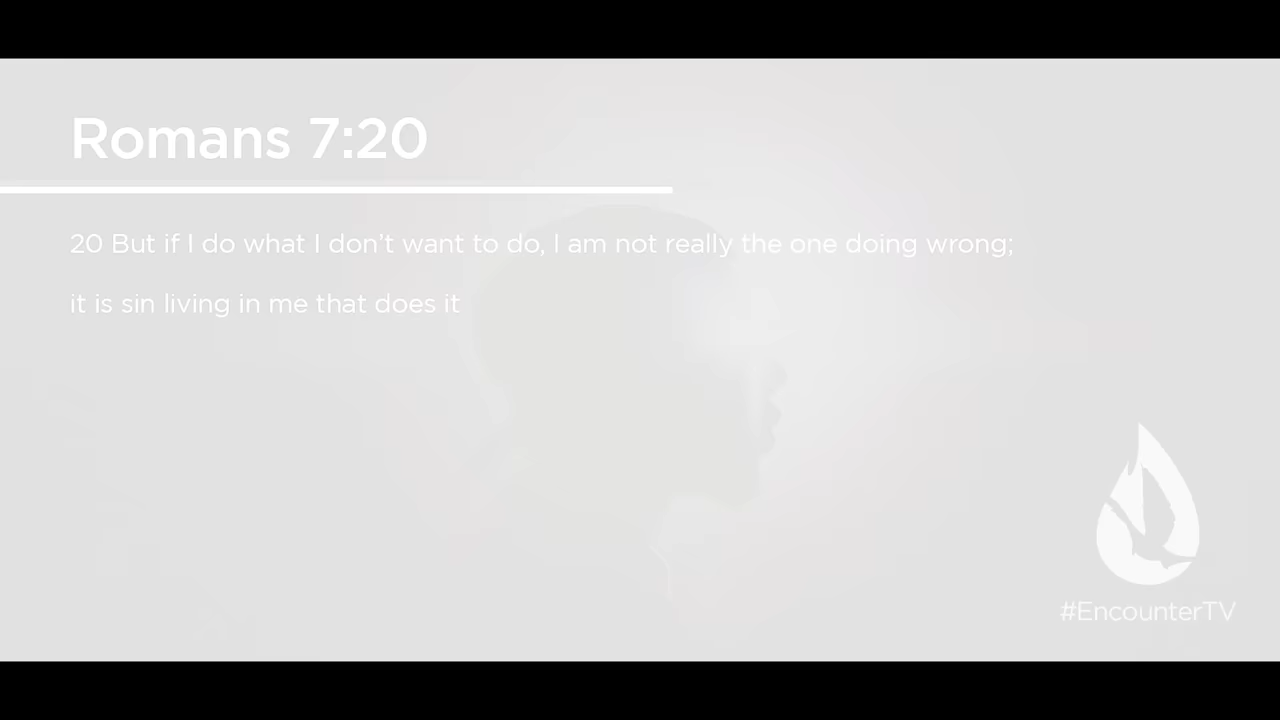 Romans 7:20
20 But if I do what I don’t want to do, I am not really the one doing wrong;
it is sin living in me that does it
#EncounterTV